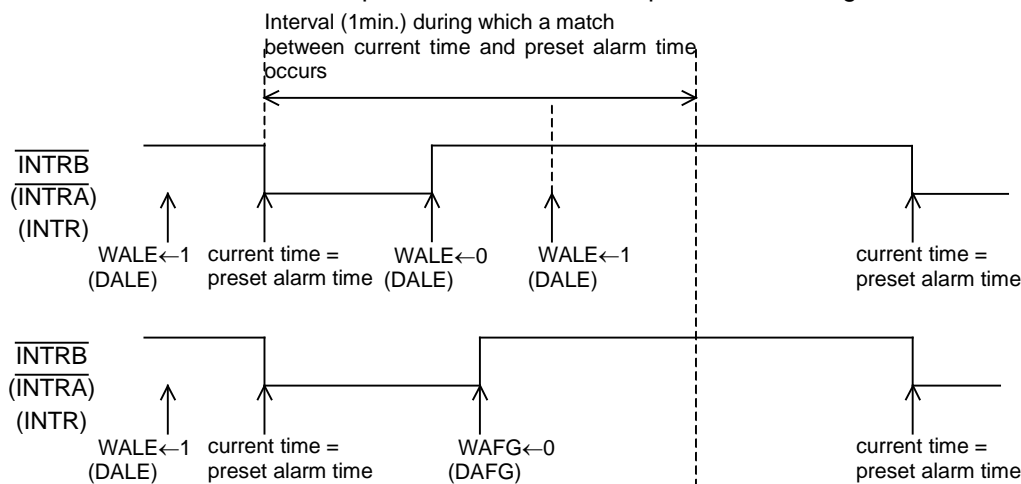 Interval (1min.) during which a match
between current time and preset alarm time
occurs
INTRB
(INTRA)
(INTR)
WALE←1
(DALE)
current time =
preset alarm time
WALE←0
(DALE)
WALE←1
(DALE)
current time =
preset alarm time
INTRB
(INTRA)
(INTR)
WALE←1
(DALE)
current time =
preset alarm time
WAFG←0
(DAFG)
current time =
preset alarm time